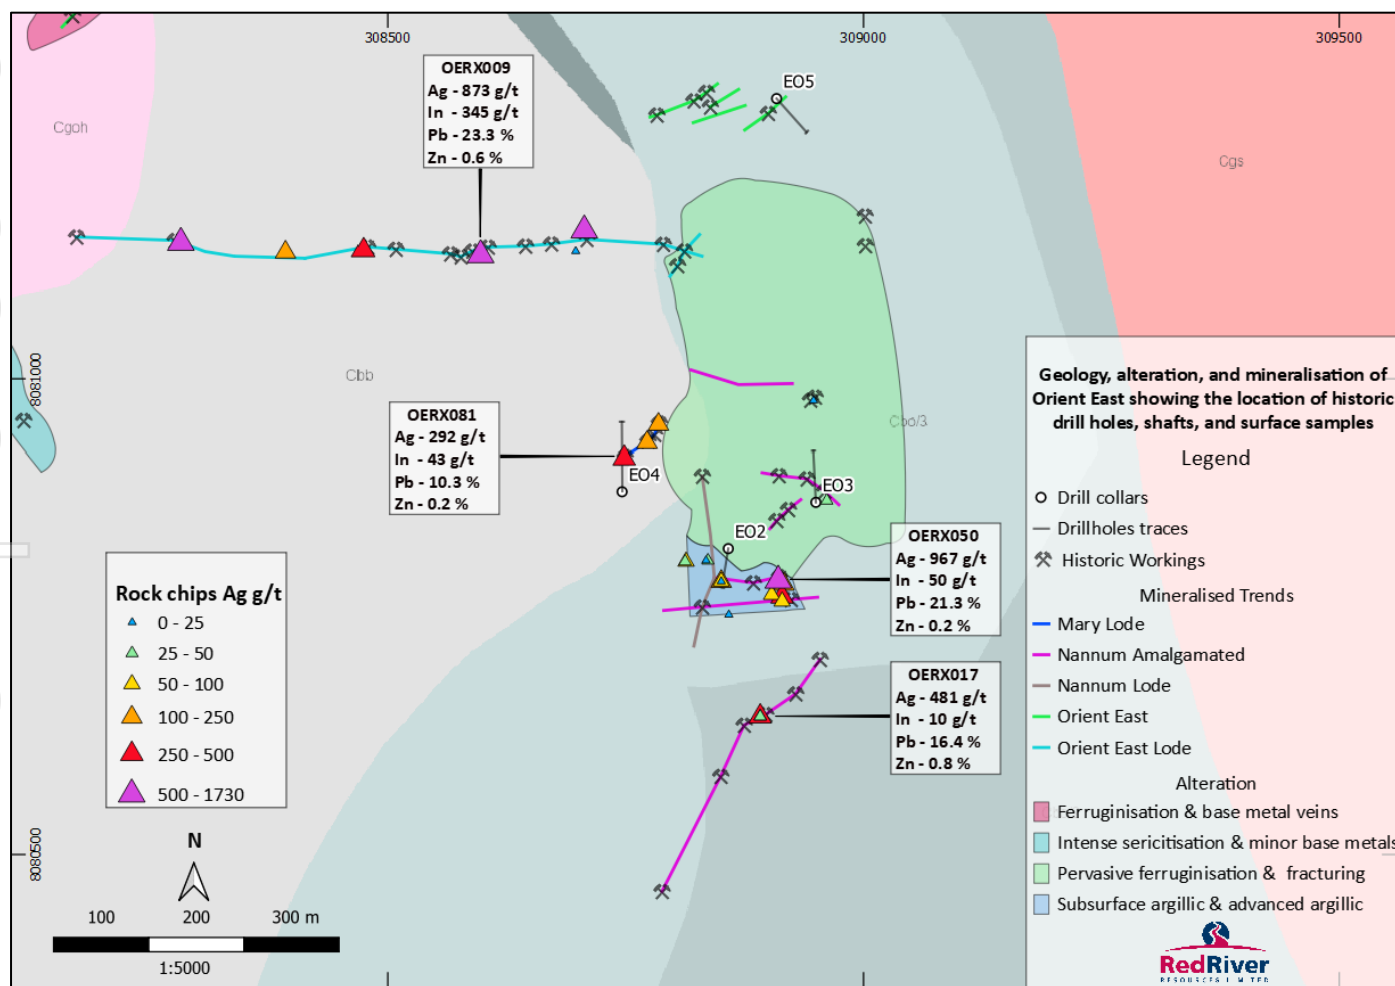 308500
309000
309500
OERX009
Ag - 873 g/t
In - 345 g/t
Pb - 23.3 %
Zn - 0.6 %
EO5
Cgoh
Cgs
8081000
Cbb
Cbo/3
OERX081
Ag - 292 g/t
In - 43 g/t
Pb - 10.3 %
Zn - 0.2 %
EO4
EO3
EO2
OERX050
Ag - 967 g/t
In - 50 g/t
Pb - 21.3 %
Zn - 0.2 %
OERX017
Ag - 481 g/t
In - 10 g/t
Pb - 16.4 %
Zn - 0.8 %
Rock chips Ag g/t
0 - 25
25 - 50
50 - 100
100 - 250
250 - 500
500 - 1730
8080500
N
100 200 300 m
1:5000
Geology, alteration, and mineralisation of
Orient East showing the location of historic
drill holes, shafts, and surface samples
Legend
Drill collars
Drillholes traces
Historic Workings
Mineralised Trends
Mary Lode
Nannum Amalgamated
Nannum Lode
Orient East
Orient East Lode
Alteration
Ferruginisation & base metal veins
Intense sericitisation & minor base metals
Pervasive ferruginisation & fracturing
Subsurface argillic & advanced argillic
RedRiver
RESOURCES LIMITED